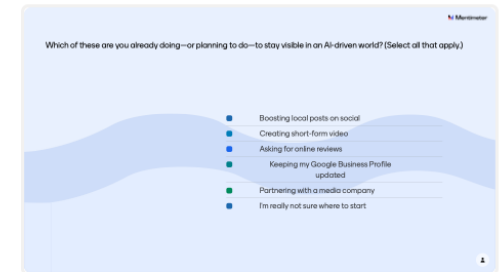 Mentimeter
Which of these are you already doing—or planning to do—to stay visible in an AI-driven world? (Select all that apply.)
Boosting local posts on social
Creating short-form video
Asking for online reviews
Keeping my Google Business Profile
updated
Partnering with a media company
I'm really not sure where to start